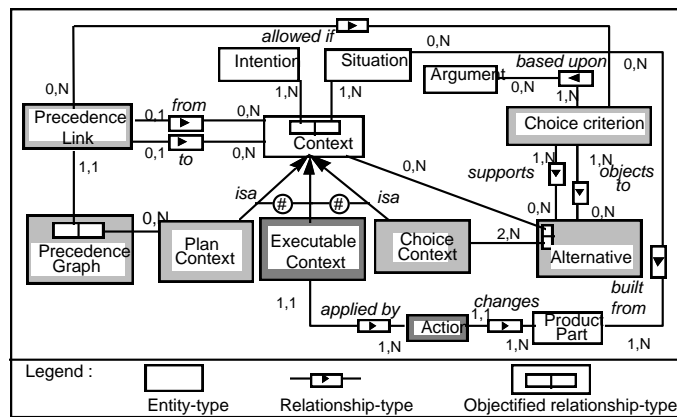 allowed if
0,N
Intention
Situation
0,N
Argument
based upon
0,N
0,N
1,N
1,N
1,N
Precedence
Link
0,1
from
0,N
0,1
to
0,N
Context
Choice criterion
1,1
0,N
supports
1,N
1,N
objects
to
isa
isa
0,N
0,N
#
#
Precedence
Graph
0,N
Plan
Context
Executable
Context
Choice
Context
2,N
Alternative
1,1
applied by
1,N
Action
1,1
changes
1,N
Product
Part
built
from
1,N
Legend :
Entity-type
Relationship-type
Objectified relationship-type